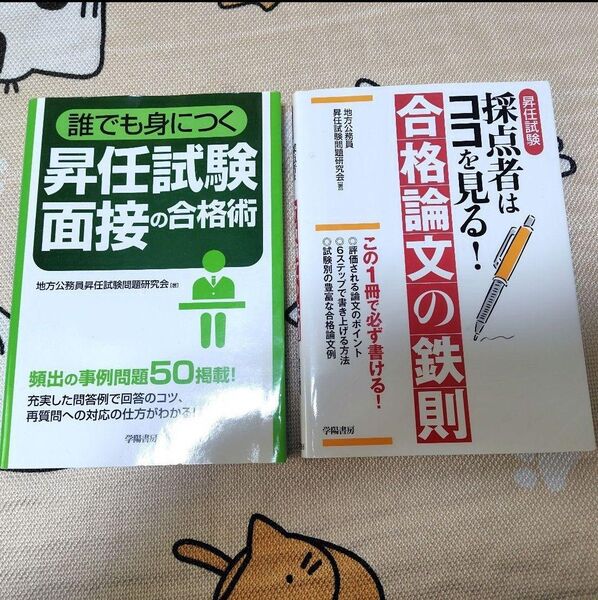 誰でも身につく
昇任試験
面接の合格術
地方公務員昇任試験問題研究会[著]
頻出の事例問題50掲載!
充実した問答例で回答のコツ、
再質問への対応の仕方がわかる!
学陽書房
昇任試験
採点者は
ココを見る!
合格論文の鉄則
地方公務員
昇任試験問題研究会[著]
この1冊で必ず書ける!
◎評価される論文のポイント
◎6ステップで書き上げる方法
◎試験別の豊富な合格論文例
学陽書房